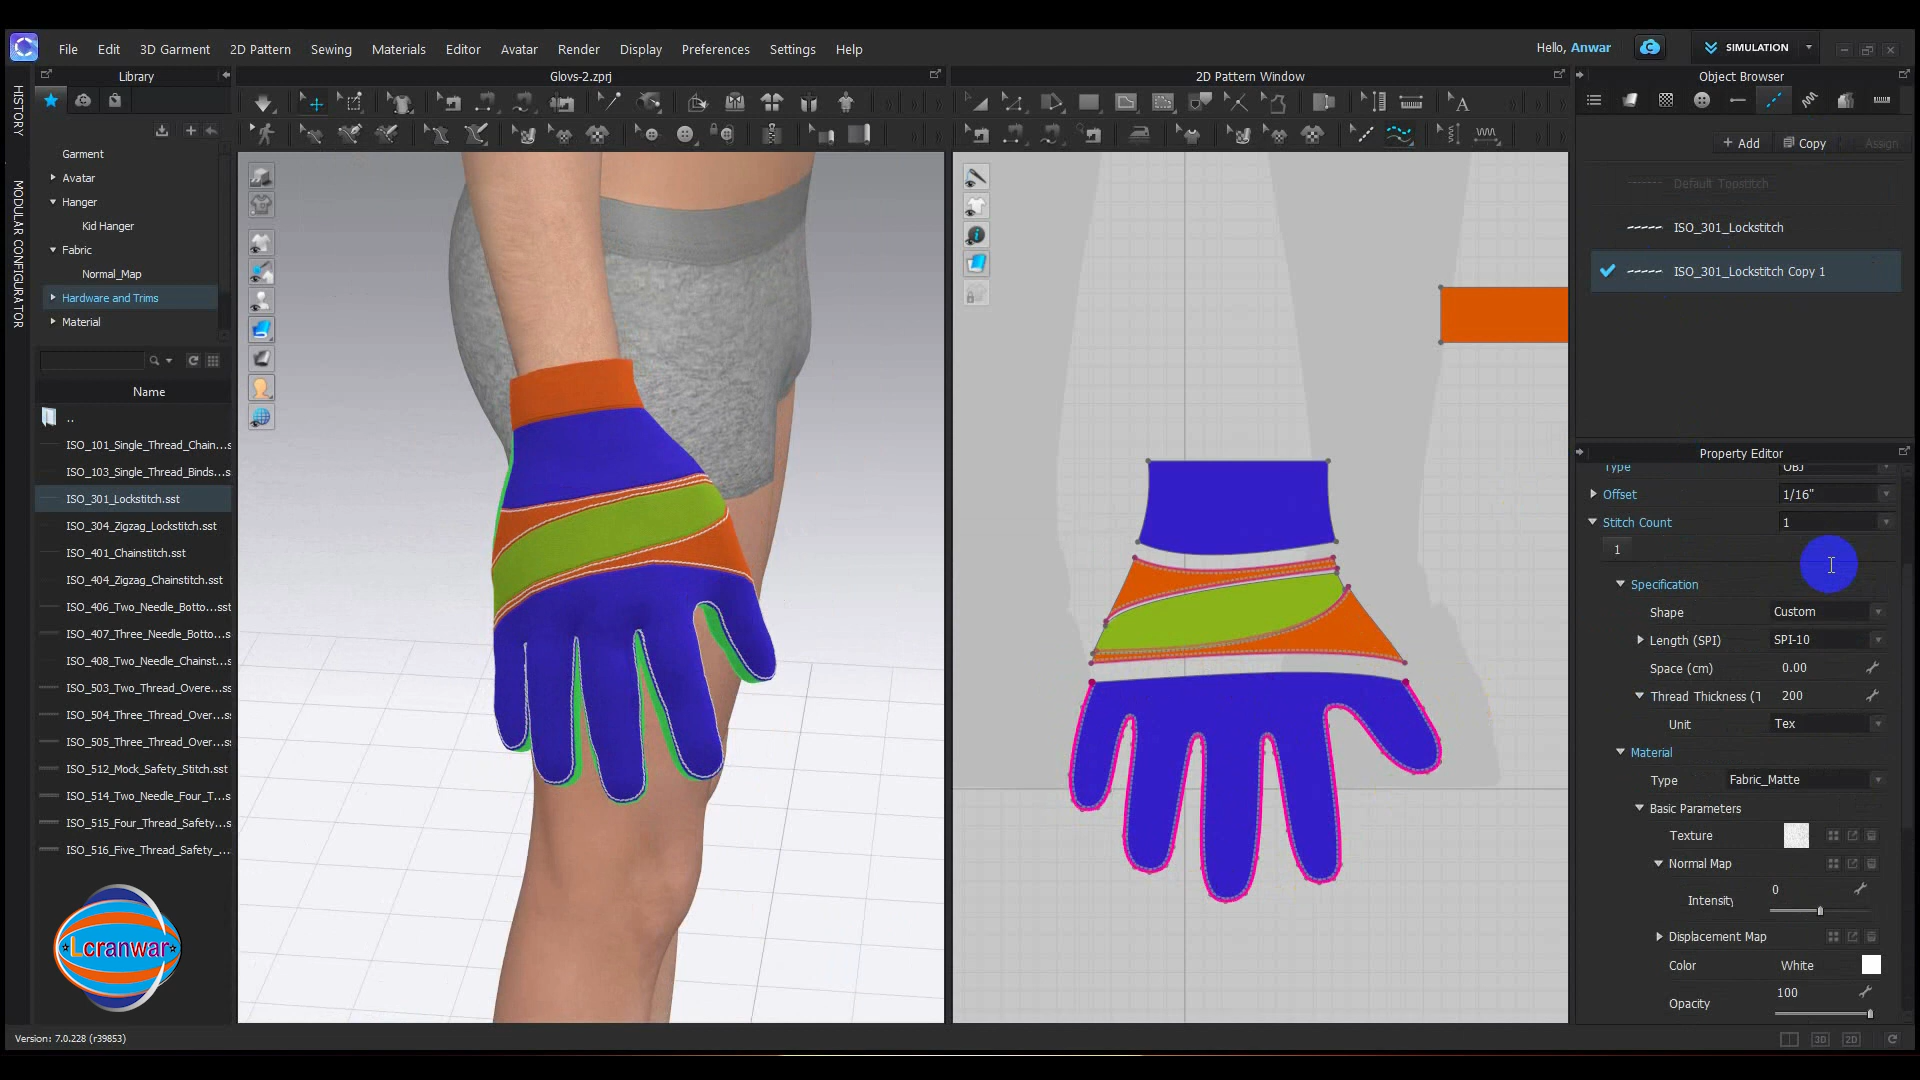 File Edit 3D Garment 2D Pattern Sewing Materials Editor Avatar Render Display Preferences Settings Help
Hello, Anwar
SIMULATION
HISTORY
MODULAR CONFIGURATOR
Library
Glovs-2.zprj
2D Pattern Window
Object Browser
Garment
Avatar
Hanger
Kid Hanger
Fabric
Normal_Map
Hardware and Trims
Material
Name
..
ISO_101_Single_Thread_Chain...s
ISO_103_Single_Thread_Binds...s
ISO_301_Lockstitch.sst
ISO_304_Zigzag_Lockstitch.sst
ISO_401_Chainstitch.sst
ISO_404_Zigzag_Chainstitch.sst
ISO_406_Two_Needle_Botto...sst
ISO_407_Three_Needle_Botto...s
ISO_408_Two_Needle_Chainst...s
ISO_503_Two_Thread_Overe...ss
ISO_504_Three_Thread_Over...ss
ISO_505_Three_Thread_Over...ss
ISO_512_Mock_Safety_Stitch.sst
ISO_514_Two_Needle_Four_T...s
ISO_515_Four_Thread_Safety...s
ISO_516_Five_Thread_Safety_...s
Lcranwar
Version: 7.0.228 (r39853)
+ Add Copy Assign
Default Topstitch
ISO_301_Lockstitch
ISO_301_Lockstitch Copy 1
Property Editor
Type OBJ
Offset 1/16"
Stitch Count 1
1
Specification
Shape Custom
Length (SPI) SPI-10
Space (cm) 0.00
Thread Thickness (T 200
Unit Tex
Material
Type Fabric_Matte
Basic Parameters
Texture
Normal Map
Intensity 0
Displacement Map
Color White
Opacity 100
3D 2D